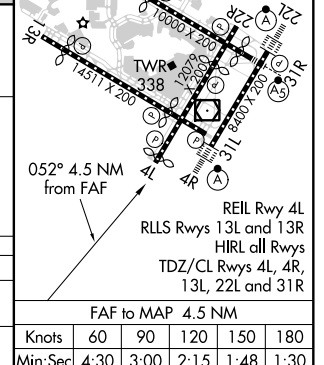 22R
22L
A
10000 X 200
13R
P
TWR
338
12079
X 200
P
A5
31R
14511 X 200
8400 X 200
P
P
P
31L
4L
4R
A
052° 4.5 NM
from FAF
REIL Rwy 4L
RLLS Rwys 13L and 13R
HIRL all Rwys
TDZ/CL Rwys 4L, 4R,
13L, 22L and 31R
FAF to MAP 4.5 NM
Knots 60 90 120 150 180
Min:Sec 4:30 3:00 2:15 1:48 1:30